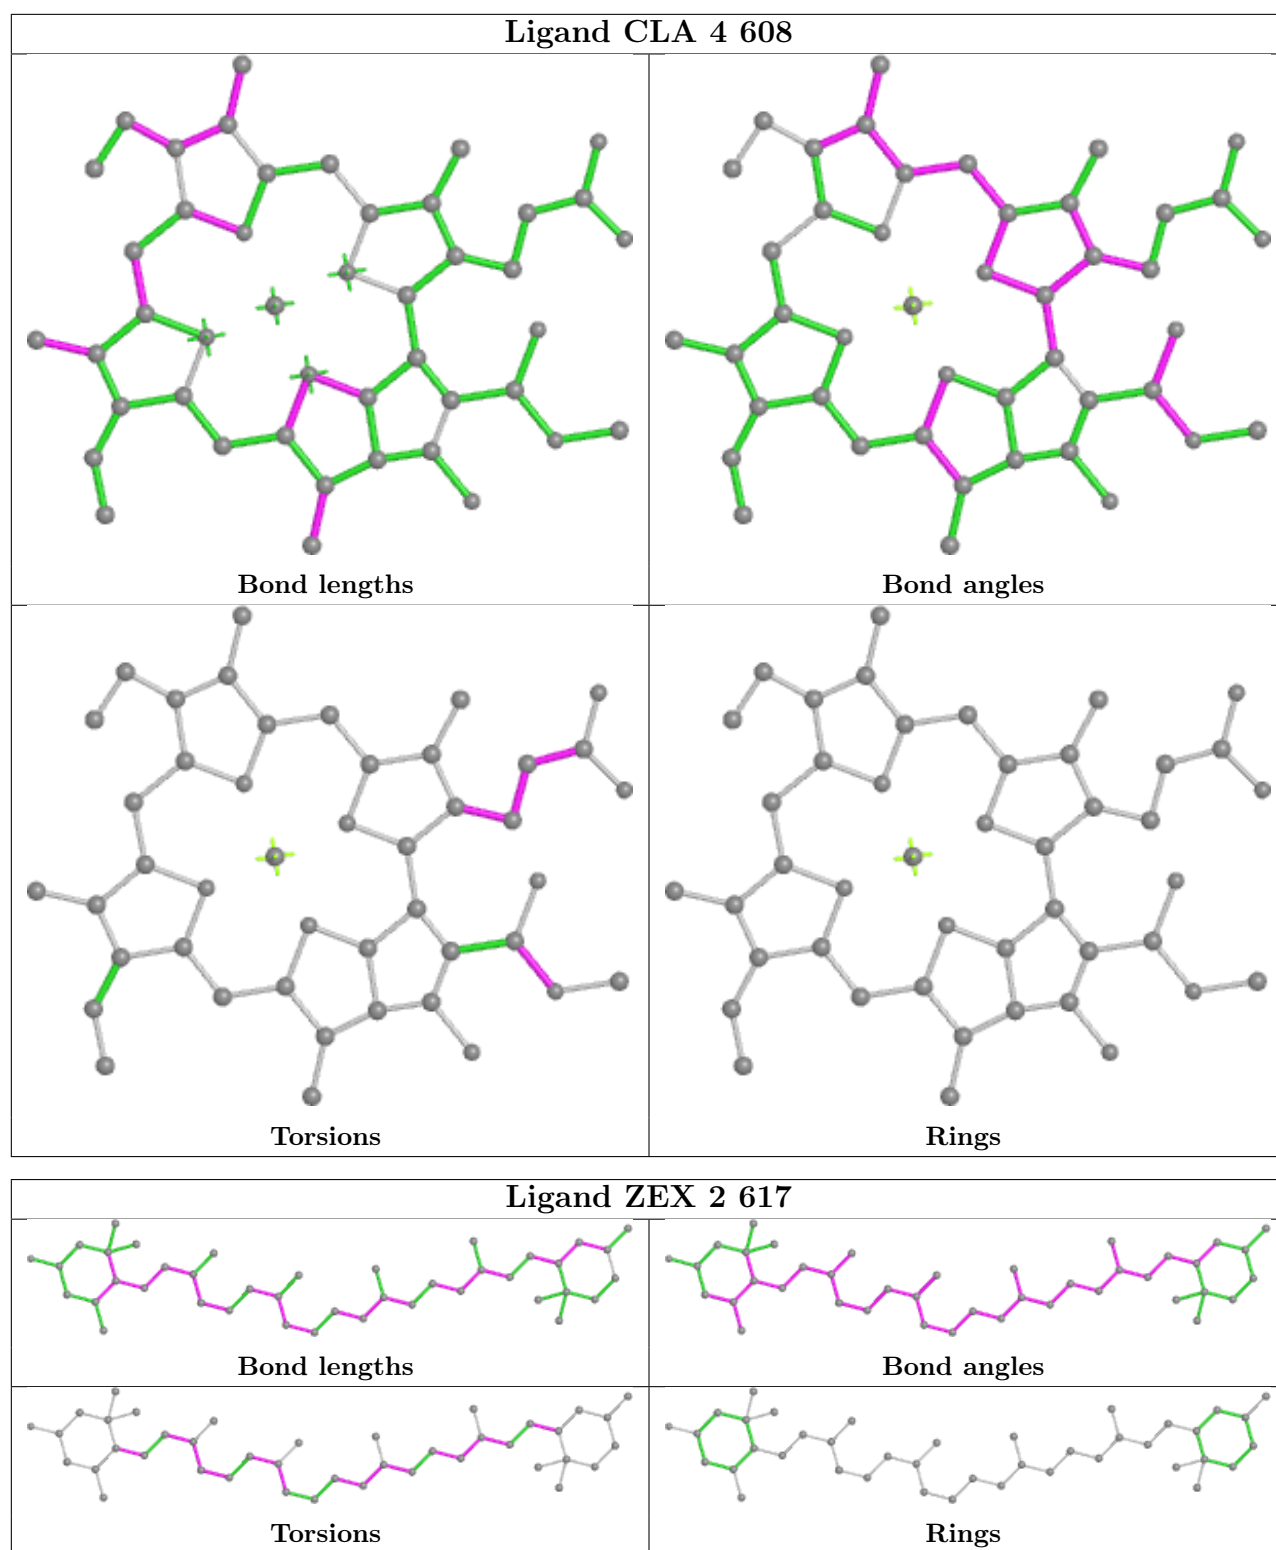 Ligand CLA 4 608
Bond lengths
Bond angles
Torsions
Rings
Ligand ZEX 2 617
Bond lengths
Bond angles
Torsions
Rings